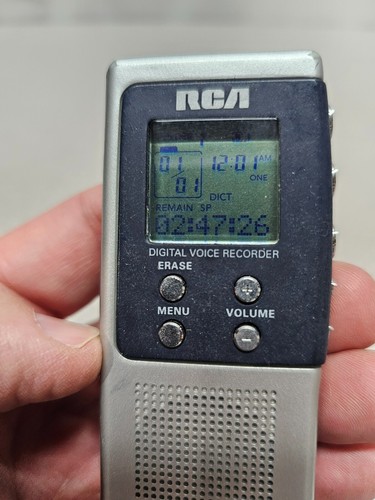 RCA
01 12:01 AM
01 ONE
DICT
REMAIN SP
02:47:26
DIGITAL VOICE RECORDER
ERASE
+
MENU VOLUME
-